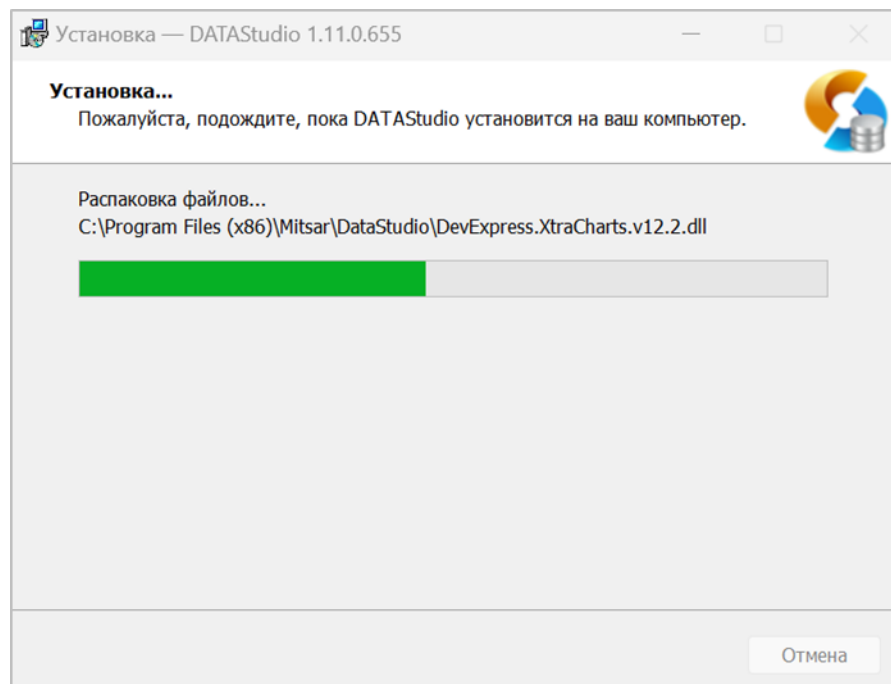 Установка — DATAStudio 1.11.0.655
Установка...
Пожалуйста, подождите, пока DATAStudio установится на ваш компьютер.
Распаковка файлов...
C:\Program Files (x86)\Mitsar\DataStudio\DevExpress.XtraCharts.v12.2.dll
Отмена